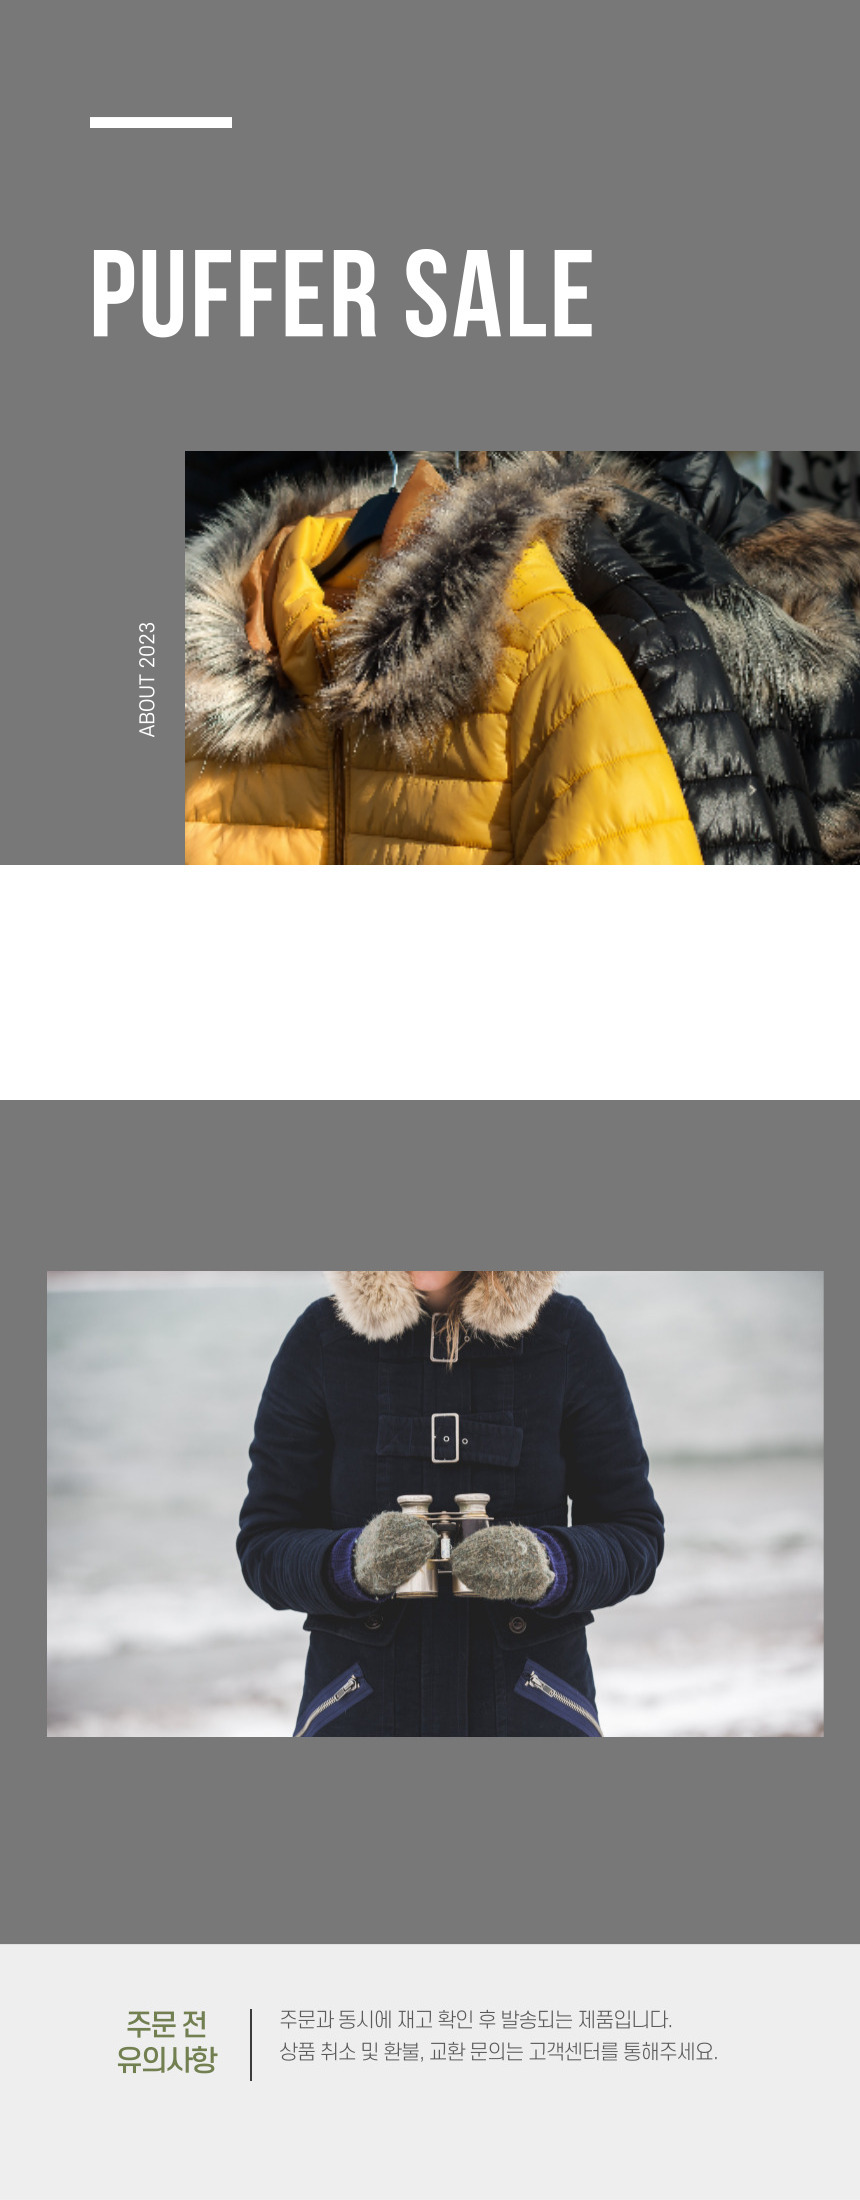 PUFFER SALE
ABOUT 2023
주문 전
유의사항
주문과 동시에 재고 확인 후 발송되는 제품입니다.
상품 취소 및 환불, 교환 문의는 고객센터를 통해주세요.